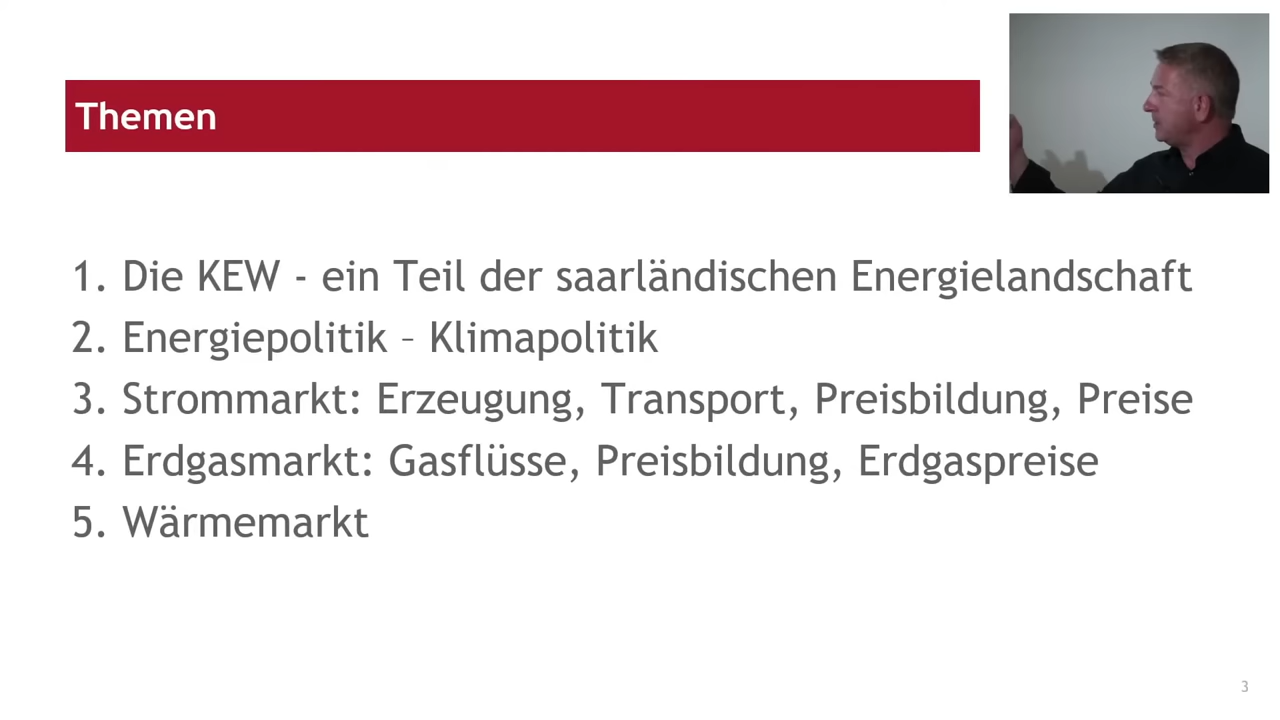 Themen
1. Die KEW - ein Teil der saarländischen Energielandschaft
2. Energiepolitik – Klimapolitik
3. Strommarkt: Erzeugung, Transport, Preisbildung, Preise
4. Erdgasmarkt: Gasflüsse, Preisbildung, Erdgaspreise
5. Wärmemarkt
3